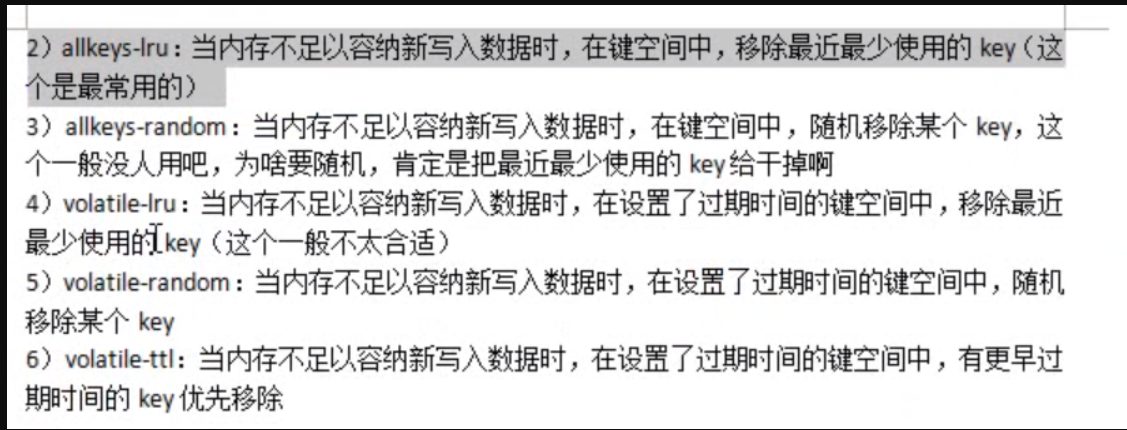 2）allkeys-lru：当内存不足以容纳新写入数据时，在键空间中，移除最近最少使用的 key（这
个是最常用的）
3）allkeys-random：当内存不足以容纳新写入数据时，在键空间中，随机移除某个 key，这
个一般没人用吧，为啥要随机，肯定是把最近最少使用的 key 给干掉啊
4）volatile-lru：当内存不足以容纳新写入数据时，在设置了过期时间的键空间中，移除最近
最少使用的 key（这个一般不太合适）
5）volatile-random：当内存不足以容纳新写入数据时，在设置了过期时间的键空间中，随机
移除某个 key
6）volatile-ttl：当内存不足以容纳新写入数据时，在设置了过期时间的键空间中，有更早过
期时间的 key 优先移除